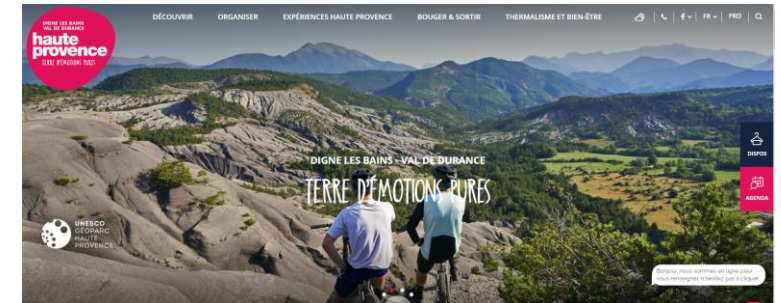 DIGNE LES BAINS
VAL DE DURANCE
haute
provence
TERRE D'ÉMOTIONS PURES
DÉCOUVRIR
ORGANISER
EXPÉRIENCES HAUTE PROVENCE
BOUGER & SORTIR
THERMALISME ET BIEN-ÊTRE
FR
PRO
DISPOS
AGENDA
DIGNE LES BAINS - VAL DE DURANCE
TERRE D'ÉMOTIONS PURES
UNESCO
GÉOPARC
HAUTE
PROVENCE
Bonjour, nous sommes en ligne pour
vous renseigner, n'hésitez pas à cliquer